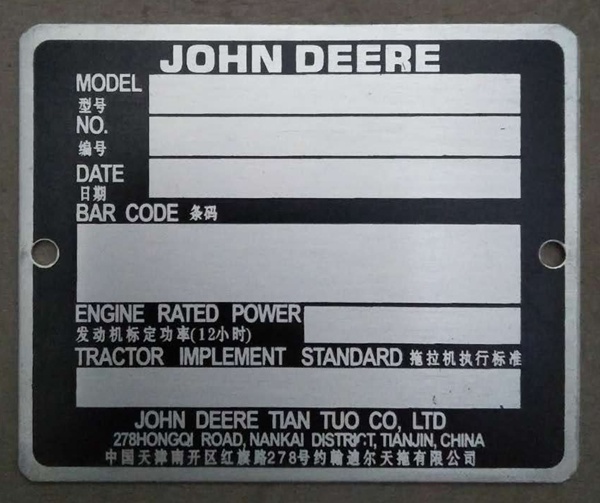 JOHN DEERE
MODEL
型号
NO.
编号
DATE
日期
BAR CODE 条码
ENGINE RATED POWER
发动机标定功率(12小时)
TRACTOR IMPLEMENT STANDARD 拖拉机执行标准
JOHN DEERE TIAN TUO CO, LTD
278HONGQI ROAD, NANKAI DISTRICT, TIANJIN, CHINA
中国天津南开区红旗路278号约翰迪尔天拖有限公司